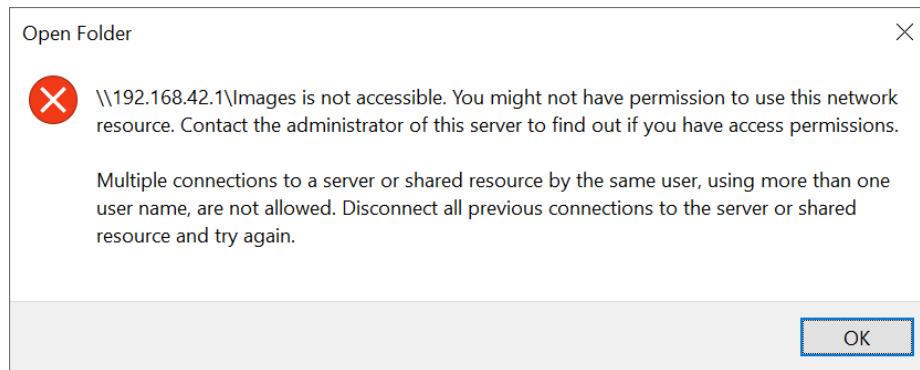 Open Folder
\\192.168.42.1\Images is not accessible. You might not have permission to use this network
resource. Contact the administrator of this server to find out if you have access permissions.
Multiple connections to a server or shared resource by the same user, using more than one
user name, are not allowed. Disconnect all previous connections to the server or shared
resource and try again.
OK